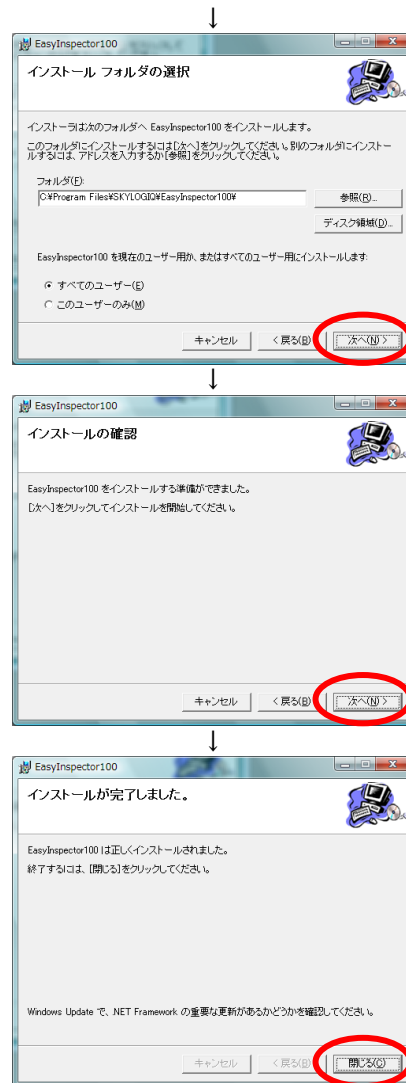 ↓
EasyInspector100
インストール フォルダの選択
インストーラは次のフォルダへ EasyInspector100 をインストールします。
このフォルダにインストールするには[次へ]をクリックしてください。別のフォルダにインストー
ルするには、アドレスを入力するか[参照]をクリックしてください。
フォルダ(F):
C:¥Program Files¥SKYLOGIQ¥EasyInspector100¥
参照(R)...
ディスク領域(D)...
EasyInspector100 を現在のユーザー用か、またはすべてのユーザー用にインストールします:
すべてのユーザー(E)
このユーザーのみ(M)
キャンセル
< 戻る(B)
次へ(N) >
↓
EasyInspector100
インストールの確認
EasyInspector100 をインストールする準備ができました。
[次へ]をクリックしてインストールを開始してください。
キャンセル
< 戻る(B)
次へ(N) >
↓
EasyInspector100
インストールが完了しました。
EasyInspector100 は正しくインストールされました。
終了するには、[閉じる]をクリックしてください。
Windows Update で、.NET Framework の重要な更新があるかどうかを確認してください。
キャンセル
< 戻る(B)
閉じる(C)